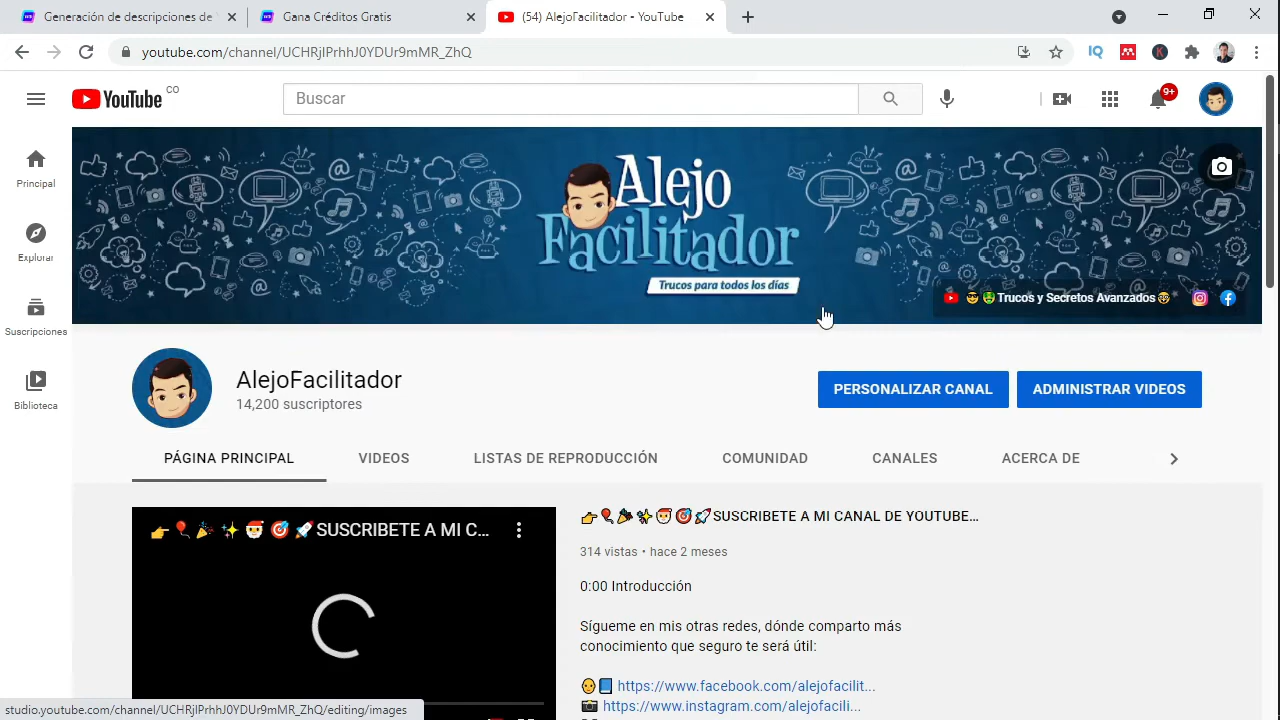 Generación de descripciones de
Gana Créditos Gratis
(54) AlejoFacilitador - YouTube
youtube.com/channel/UCHRjIPrhhJ0YDUr9mMR_ZhQ
IQ
K
YouTube CO
Buscar
9+
Principal
Explorar
Suscripciones
Biblioteca
Alejo
Facilitador
Trucos para todos los días
Trucos y Secretos Avanzados
AlejoFacilitador
14,200 suscriptores
PERSONALIZAR CANAL
ADMINISTRAR VIDEOS
PÁGINA PRINCIPAL
VIDEOS
LISTAS DE REPRODUCCIÓN
COMUNIDAD
CANALES
ACERCA DE
SUSCRIBETE A MI C...
SUSCRIBETE A MI CANAL DE YOUTUBE...
314 vistas • hace 2 meses
0:00 Introducción
Sígueme en mis otras redes, dónde comparto más
conocimiento que seguro te será útil:
https://www.facebook.com/alejofacilit...
https://www.instagram.com/alejofacili...
studio.youtube.com/channel/UCHRjIPrhhJ0YDUr9mMR_ZhQ/editing/images